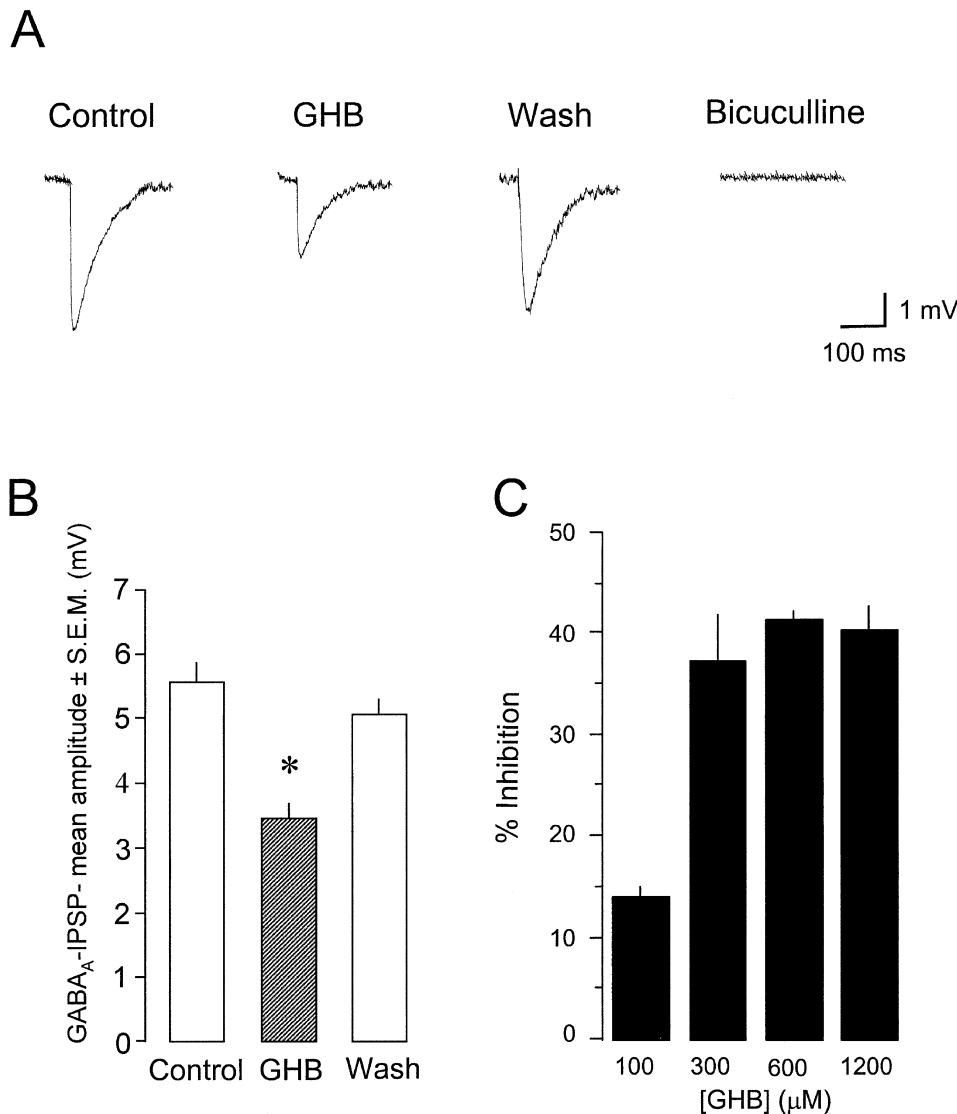 A
Control GHB Wash Bicuculline
1 mV
100 ms
B
GABA_A-IPSP- mean amplitude ± S.E.M. (mV)
7
6
5
4
3
2
1
0
*
Control GHB Wash
C
% Inhibition
50
40
30
20
10
0
100 300 600 1200
[GHB] (μM)